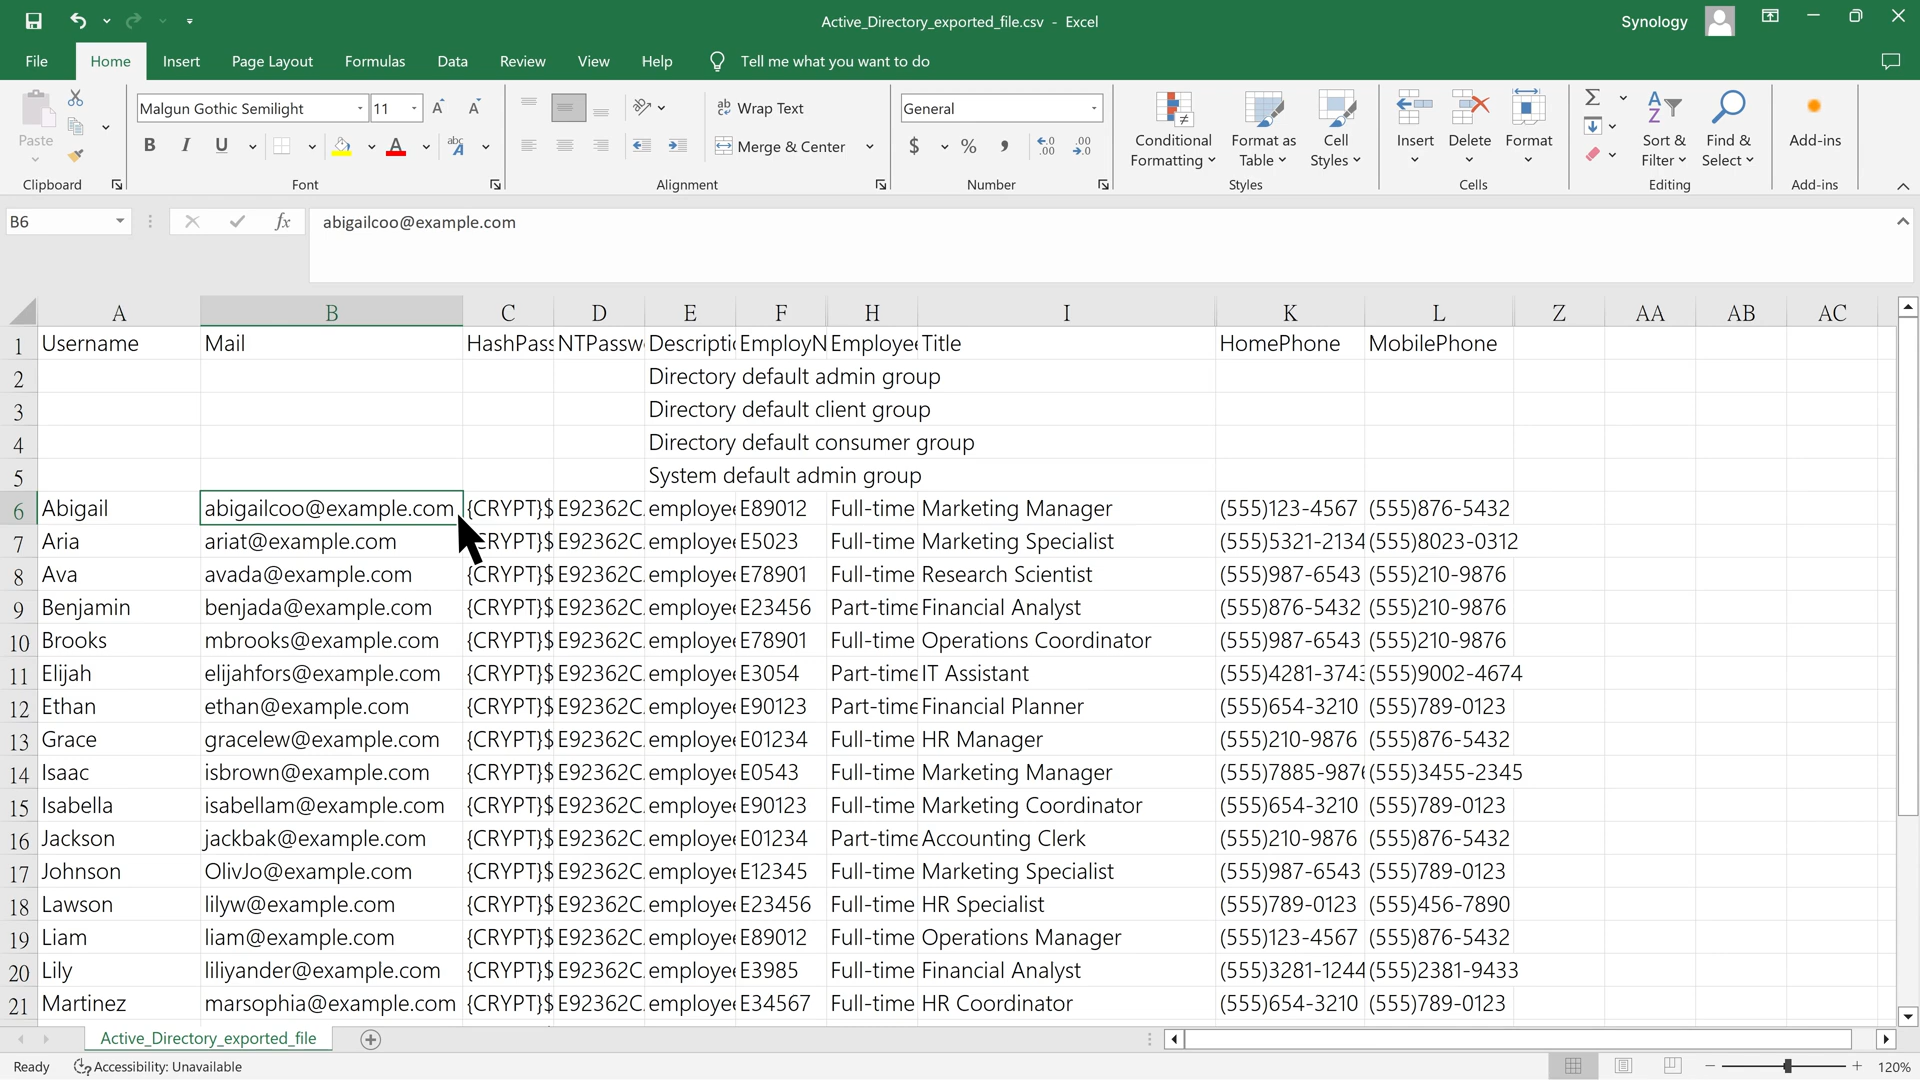 Active_Directory_exported_file.csv - Excel
Synology
File Home Insert Page Layout Formulas Data Review View Help Tell me what you want to do
Paste
Clipboard
Malgun Gothic Semilight 11
B I U
Font
ab Wrap Text
Merge & Center
Alignment
General
$ %
Number
Conditional Formatting
Format as Table
Cell Styles
Styles
Insert Delete Format
Cells
Sort & Filter
Find & Select
Editing
Add-ins
Add-ins
B6 fx abigailcoo@example.com
A B C D E F H I K L Z AA AB AC
1 Username Mail HashPass NTPassw Descripti EmployN Employe Title HomePhone MobilePhone
2 Directory default admin group
3 Directory default client group
4 Directory default consumer group
5 System default admin group
6 Abigail abigailcoo@example.com {CRYPT}$ E92362C employe E89012 Full-time Marketing Manager (555)123-4567 (555)876-5432
7 Aria ariat@example.com CRYPT}$ E92362C employe E5023 Full-time Marketing Specialist (555)5321-2134 (555)8023-0312
8 Ava avada@example.com {CRYPT}$ E92362C employe E78901 Full-time Research Scientist (555)987-6543 (555)210-9876
9 Benjamin benjada@example.com {CRYPT}$ E92362C employe E23456 Part-time Financial Analyst (555)876-5432 (555)210-9876
10 Brooks mbrooks@example.com {CRYPT}$ E92362C employe E78901 Full-time Operations Coordinator (555)987-6543 (555)210-9876
11 Elijah elijahfors@example.com {CRYPT}$ E92362C employe E3054 Part-time IT Assistant (555)4281-374 (555)9002-4674
12 Ethan ethan@example.com {CRYPT}$ E92362C employe E90123 Part-time Financial Planner (555)654-3210 (555)789-0123
13 Grace gracelew@example.com {CRYPT}$ E92362C employe E01234 Full-time HR Manager (555)210-9876 (555)876-5432
14 Isaac isbrown@example.com {CRYPT}$ E92362C employe E0543 Full-time Marketing Manager (555)7885-987 (555)3455-2345
15 Isabella isabellam@example.com {CRYPT}$ E92362C employe E90123 Full-time Marketing Coordinator (555)654-3210 (555)789-0123
16 Jackson jackbak@example.com {CRYPT}$ E92362C employe E01234 Part-time Accounting Clerk (555)210-9876 (555)876-5432
17 Johnson OlivJo@example.com {CRYPT}$ E92362C employe E12345 Full-time Marketing Specialist (555)987-6543 (555)789-0123
18 Lawson lilyw@example.com {CRYPT}$ E92362C employe E23456 Full-time HR Specialist (555)789-0123 (555)456-7890
19 Liam liam@example.com {CRYPT}$ E92362C employe E89012 Full-time Operations Manager (555)123-4567 (555)876-5432
20 Lily liliyander@example.com {CRYPT}$ E92362C employe E3985 Full-time Financial Analyst (555)3281-1244 (555)2381-9433
21 Martinez marsophia@example.com {CRYPT}$ E92362C employe E34567 Full-time HR Coordinator (555)654-3210 (555)789-0123
Active_Directory_exported_file
Ready Accessibility: Unavailable 120%